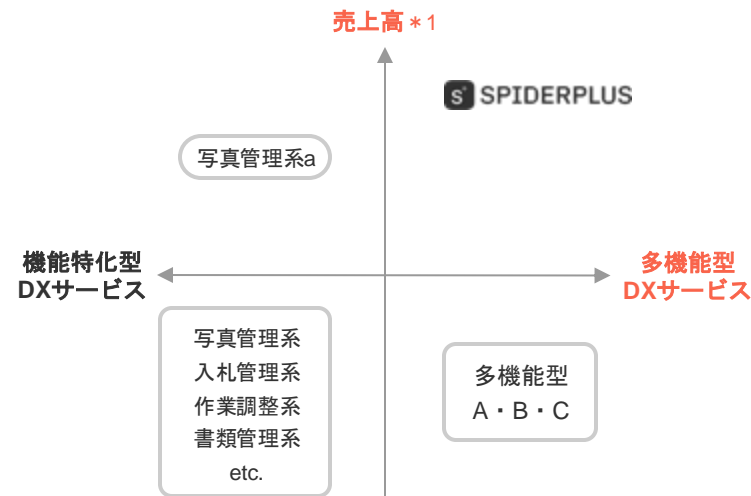 売上高＊1
S+ SPIDERPLUS
写真管理系a
機能特化型
DXサービス
多機能型
DXサービス
写真管理系
入札管理系
作業調整系
書類管理系
etc.
多機能型
A・B・C